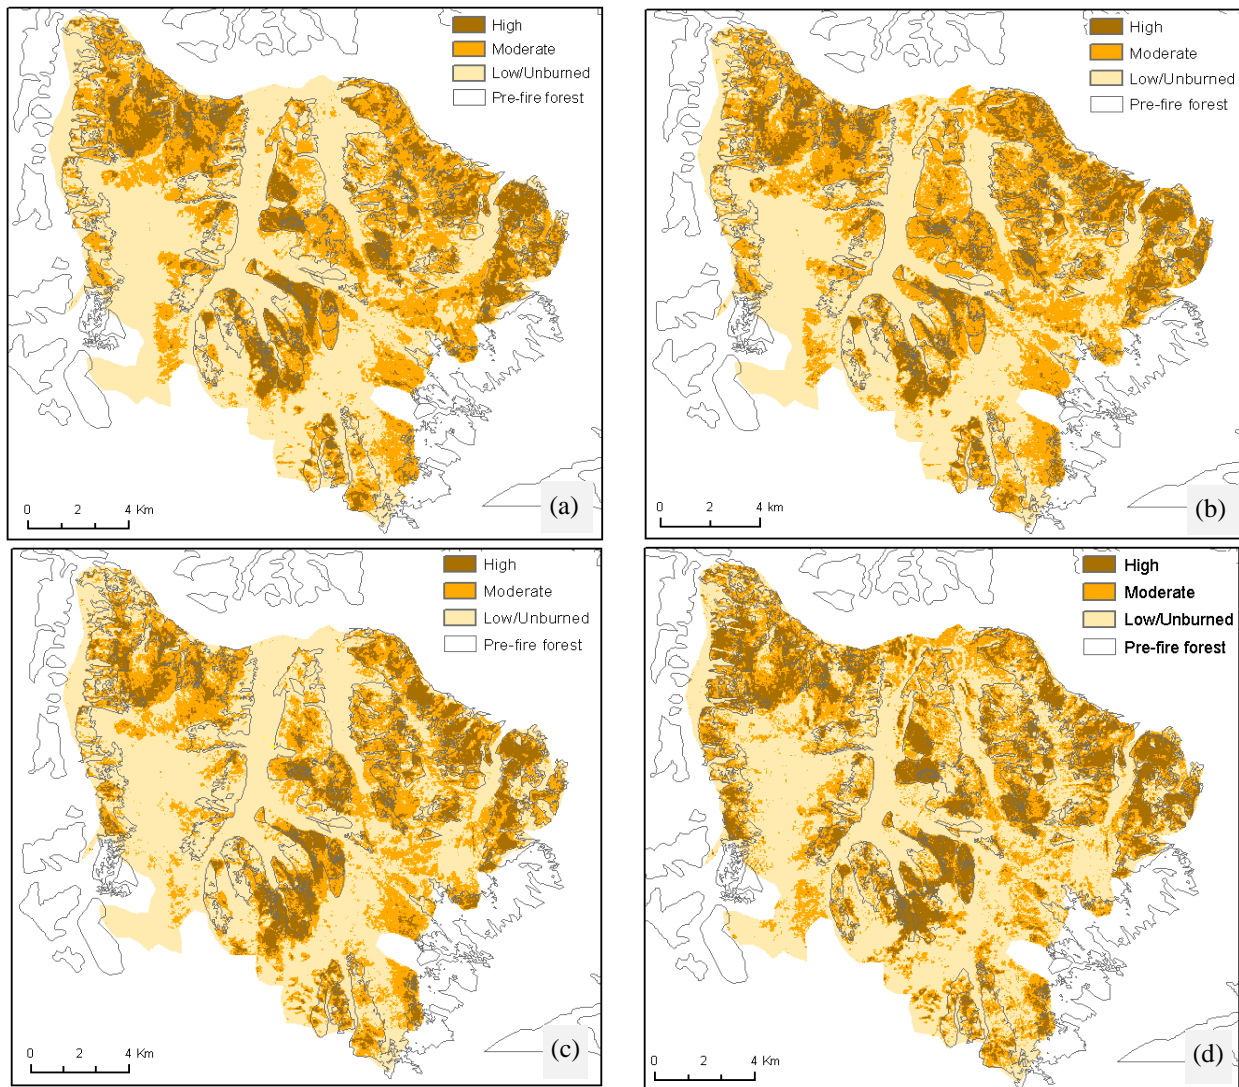 High
Moderate
Low/Unburned
Pre-fire forest
0 2 4 Km
(a)
High
Moderate
Low/Unburned
Pre-fire forest
0 2 4 Km
(b)
High
Moderate
Low/Unburned
Pre-fire forest
0 2 4 Km
(c)
High
Moderate
Low/Unburned
Pre-fire forest
0 2 4 Km
(d)